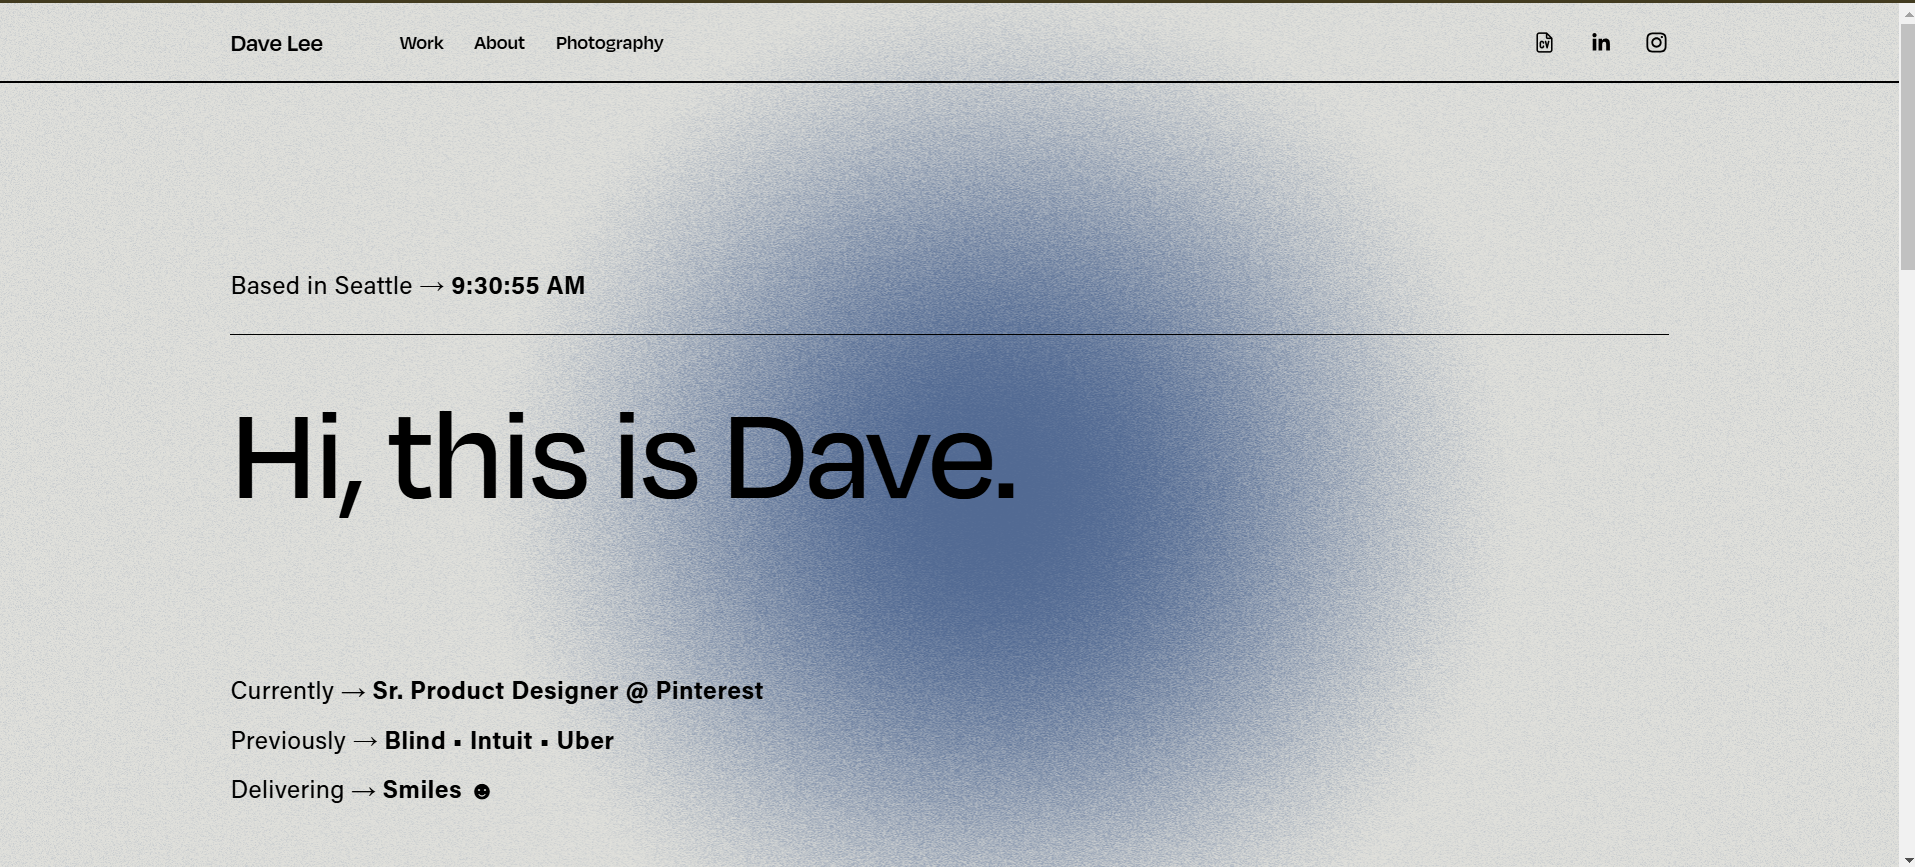 Dave Lee Work About Photography CV in
Based in Seattle → 9:30:55 AM
Hi, this is Dave.
Currently → Sr. Product Designer @ Pinterest
Previously → Blind ▪ Intuit ▪ Uber
Delivering → Smiles ☻